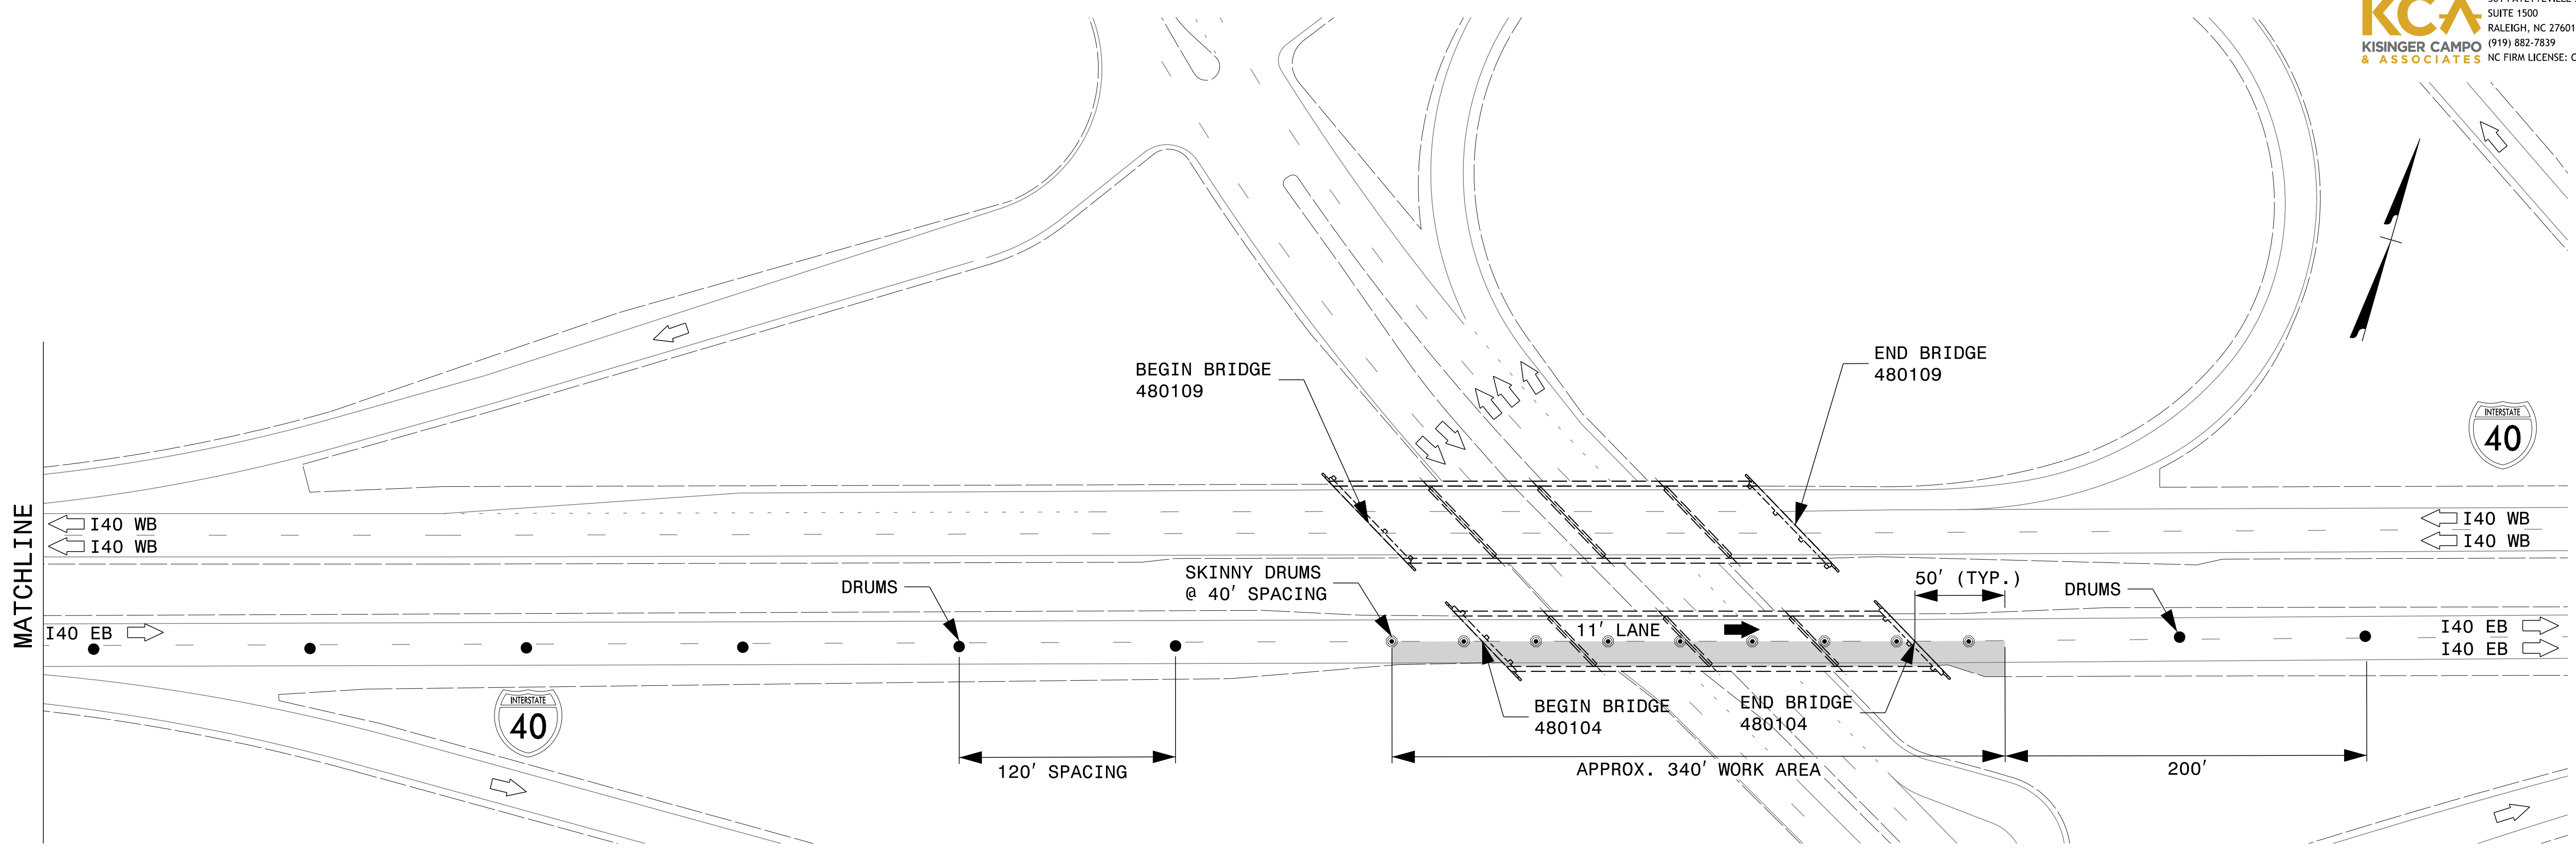 KCA
KISINGER CAMPO
& ASSOCIATES
SUITE 1500
RALEIGH, NC 27601
(919) 882-7839
NC FIRM LICENSE:
BEGIN BRIDGE
480109
END BRIDGE
480109
INTERSTATE
40
MATCHLINE
I40 WB
I40 WB
I40 WB
I40 WB
DRUMS
SKINNY DRUMS
@ 40' SPACING
50' (TYP.)
DRUMS
I40 EB
11' LANE
I40 EB
I40 EB
INTERSTATE
40
BEGIN BRIDGE
480104
END BRIDGE
480104
120' SPACING
APPROX. 340' WORK AREA
200'